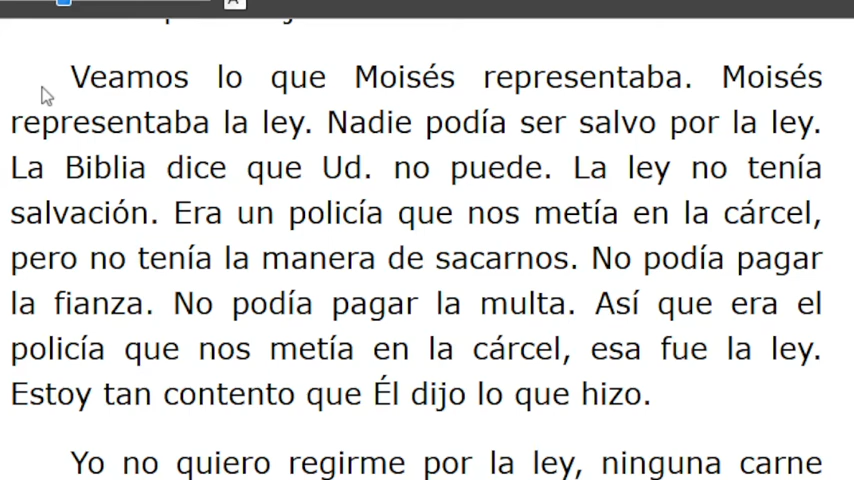 Veamos lo que Moisés representaba. Moisés
representaba la ley. Nadie podía ser salvo por la ley.
La Biblia dice que Ud. no puede. La ley no tenía
salvación. Era un policía que nos metía en la cárcel,
pero no tenía la manera de sacarnos. No podía pagar
la fianza. No podía pagar la multa. Así que era el
policía que nos metía en la cárcel, esa fue la ley.
Estoy tan contento que Él dijo lo que hizo.
Yo no quiero regirme por la ley, ninguna carne